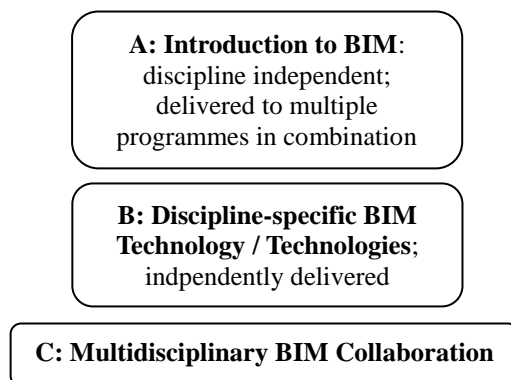 A: Introduction to BIM:
discipline independent;
delivered to multiple
programmes in combination
B: Discipline-specific BIM
Technology / Technologies;
indpendently delivered
C: Multidisciplinary BIM Collaboration